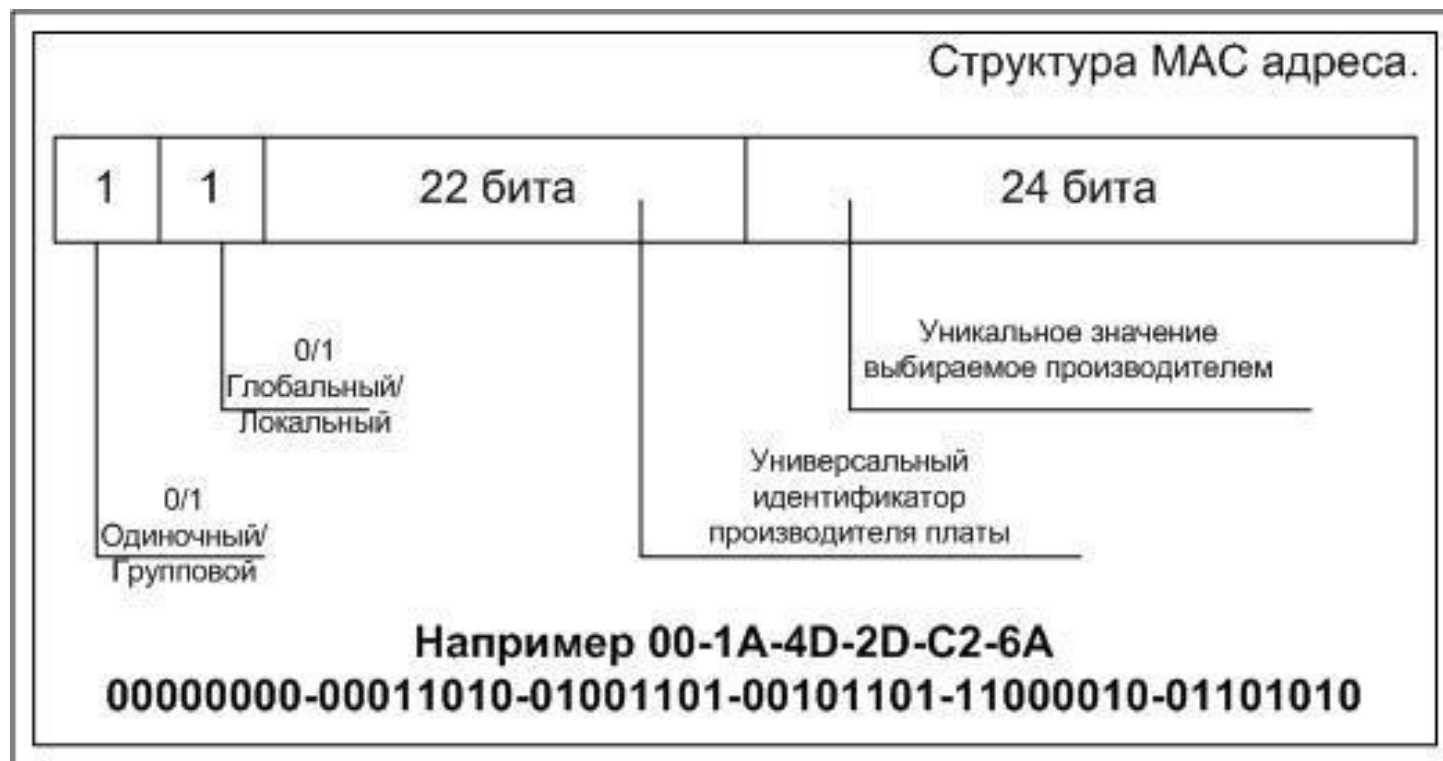 Структура MAC адреса.
1
1
22 бита
24 бита
0/1
Глобальный/
Локальный
Уникальное значение
выбираемое производителем
0/1
Одиночный/
Групповой
Универсальный
идентификатор
производителя платы
Например 00-1A-4D-2D-C2-6A
00000000-00011010-01001101-00101101-11000010-01101010